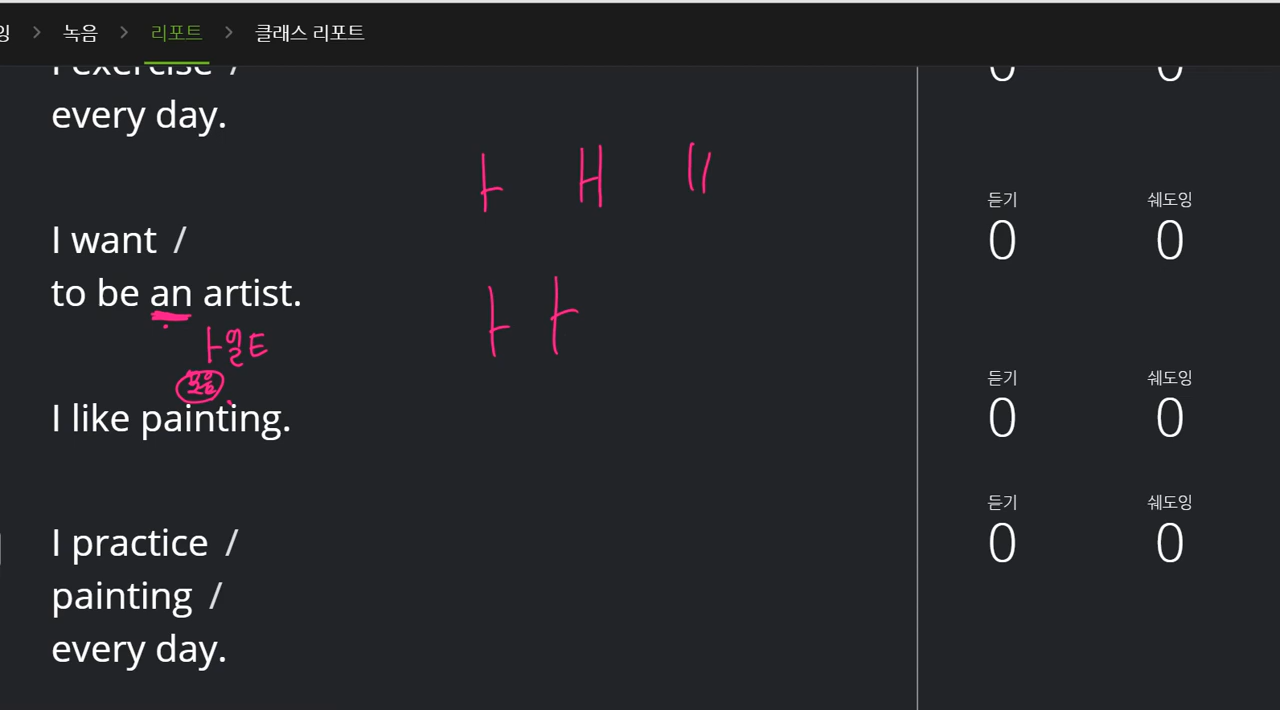 녹음 > 리포트 > 클래스 리포트
every day.
0 0
ㅏ ㅐ
I want /
to be an artist.
듣기 쉐도잉
0 0
ㅏ ㅏ
모음
I like painting.
듣기 쉐도잉
0 0
I practice /
painting /
every day.
듣기 쉐도잉
0 0